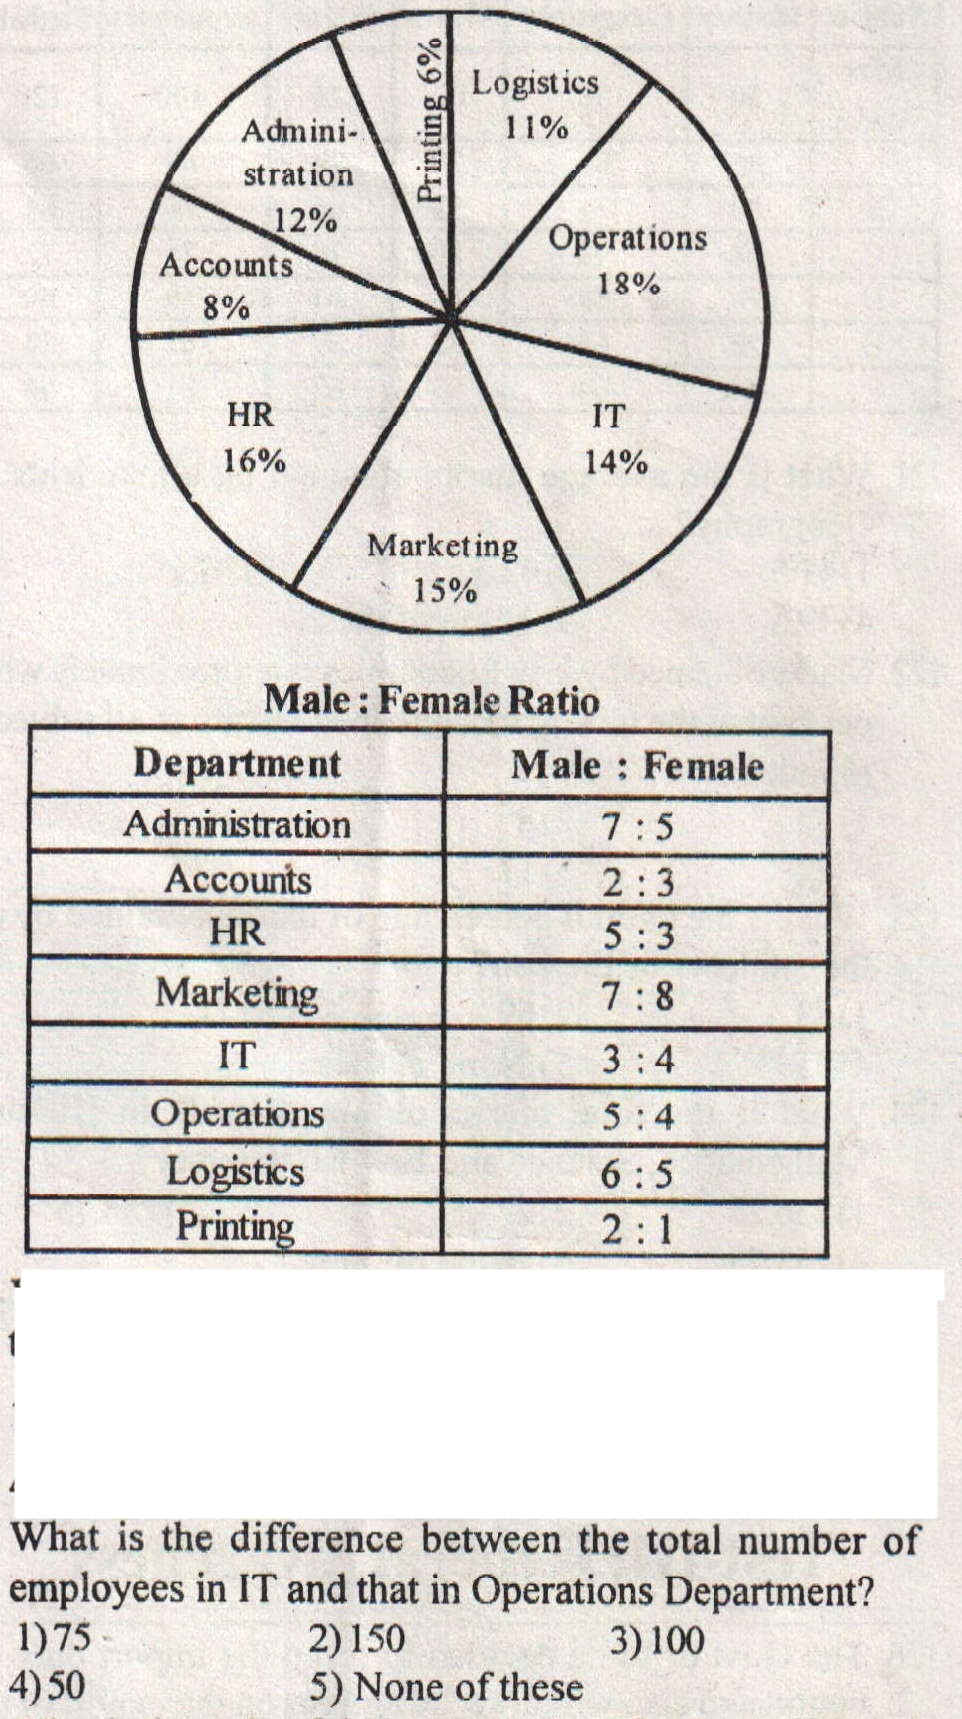 Printing 6%
Logistics
11%
Admini-
stration
12%
Operations
18%
Accounts
8%
HR
16%
IT
14%
Marketing
15%
Male : Female Ratio
Department Male : Female
Administration 7 : 5
Accounts 2 : 3
HR 5 : 3
Marketing 7 : 8
IT 3 : 4
Operations 5 : 4
Logistics 6 : 5
Printing 2 : 1
What is the difference between the total number of
employees in IT and that in Operations Department?
1) 75 2) 150 3) 100
4) 50 5) None of these